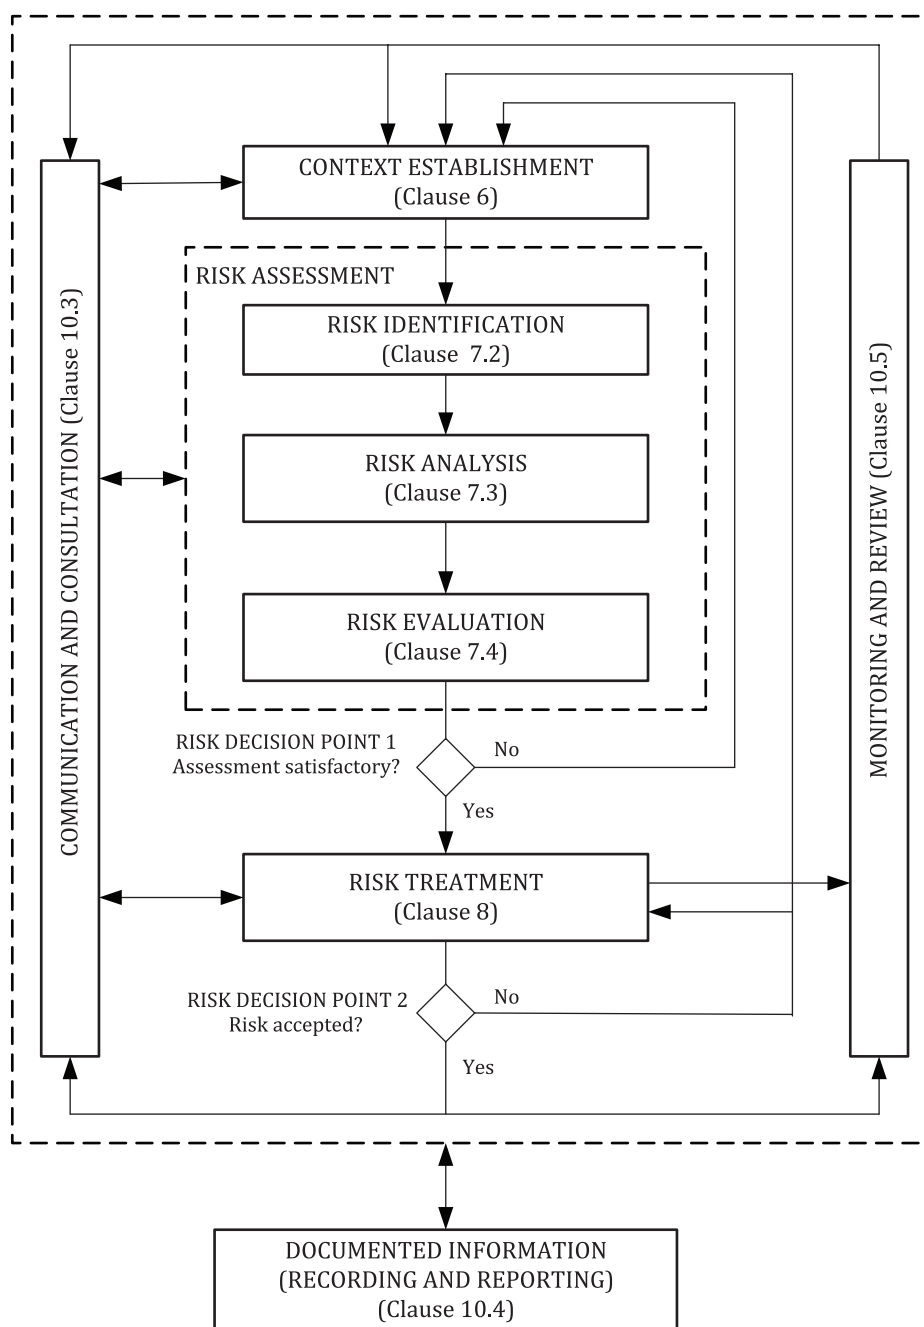 CONTEXT ESTABLISHMENT
(Clause 6)
RISK ASSESSMENT
RISK IDENTIFICATION
(Clause 7.2)
RISK ANALYSIS
(Clause 7.3)
RISK EVALUATION
(Clause 7.4)
COMMUNICATION AND CONSULTATION (Clause 10.3)
MONITORING AND REVIEW (Clause 10.5)
RISK DECISION POINT 1
Assessment satisfactory?
No
Yes
RISK TREATMENT
(Clause 8)
RISK DECISION POINT 2
Risk accepted?
No
Yes
DOCUMENTED INFORMATION
(RECORDING AND REPORTING)
(Clause 10.4)